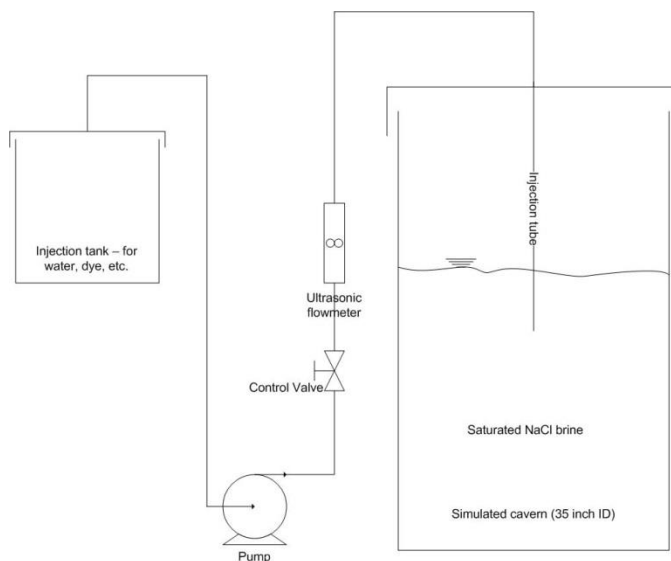 Injection tank – for
water, dye, etc.
Ultrasonic
flowmeter
Control Valve
Pump
Injection tube
Saturated NaCl brine
Simulated cavern (35 inch ID)